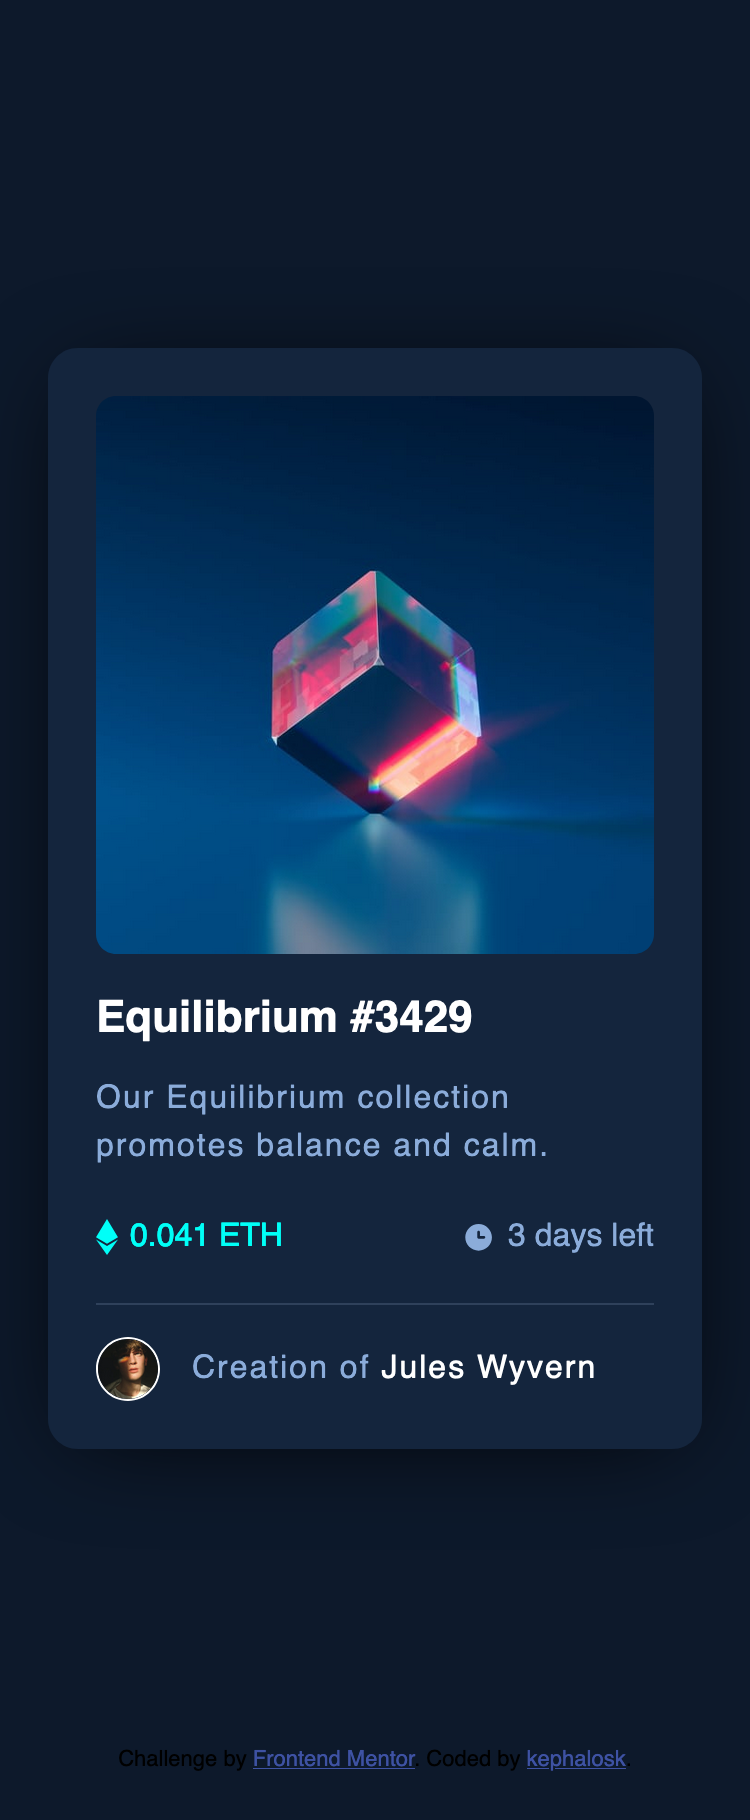 Equilibrium #3429
Our Equilibrium collection
promotes balance and calm.
0.041 ETH
3 days left
Creation of Jules Wyvern
Challenge by Frontend Mentor. Coded by kephalosk.